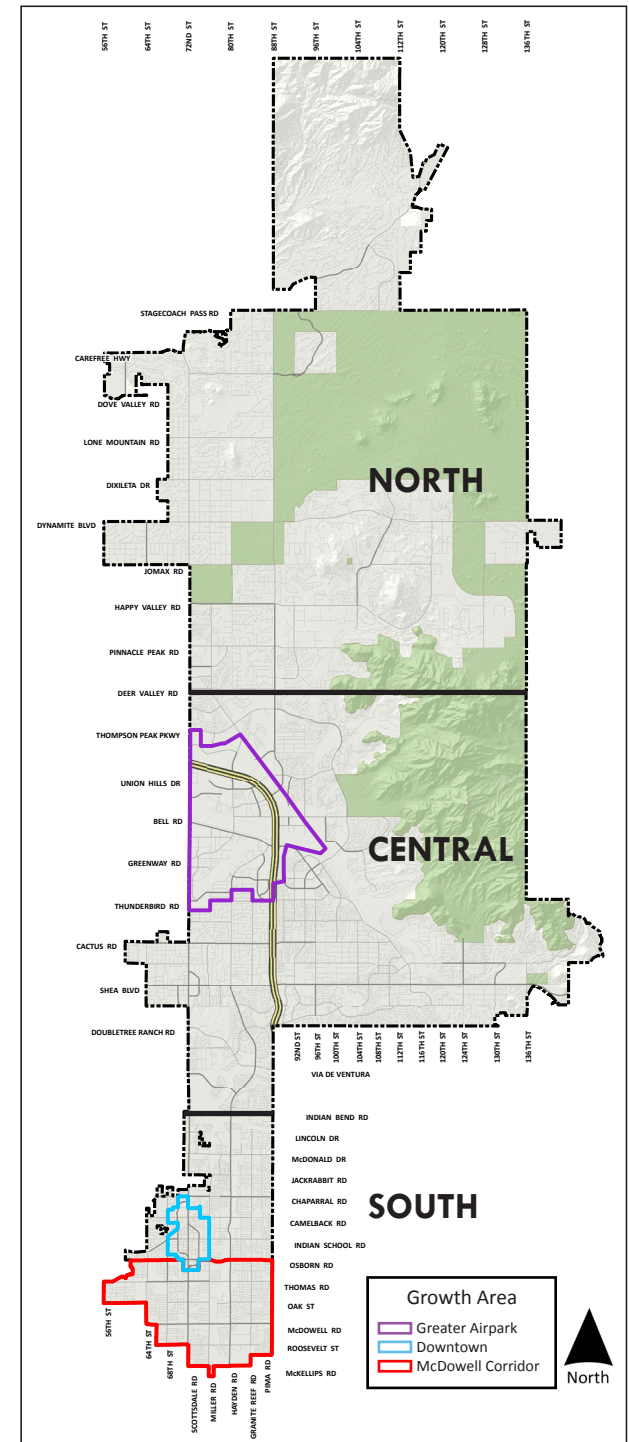 56TH ST
64TH ST
72ND ST
80TH ST
88TH ST
96TH ST
104TH ST
112TH ST
120TH ST
128TH ST
136TH ST
STAGECOACH PASS RD
CAREFREE HWY
DOVE VALLEY RD
LONE MOUNTAIN RD
DIXILETA DR
NORTH
DYNAMITE BLVD
JOMAX RD
HAPPY VALLEY RD
PINNACLE PEAK RD
DEER VALLEY RD
THOMPSON PEAK PKWY
UNION HILLS DR
BELL RD
CENTRAL
GREENWAY RD
THUNDERBIRD RD
CACTUS RD
SHEA BLVD
DOUBLETREE RANCH RD
92ND ST
96TH ST
100TH ST
104TH ST
108TH ST
112TH ST
116TH ST
120TH ST
124TH ST
130TH ST
136TH ST
VIA DE VENTURA
INDIAN BEND RD
LINCOLN DR
McDONALD DR
JACKRABBIT RD
CHAPARRAL RD
SOUTH
CAMELBACK RD
INDIAN SCHOOL RD
OSBORN RD
THOMAS RD
OAK ST
McDOWELL RD
ROOSEVELT ST
McKELLIPS RD
56TH ST
64TH ST
68TH ST
SCOTTSDALE RD
MILLER RD
HAYDEN RD
GRANITE REEF RD
PIMA RD
Growth Area
Greater Airpark
Downtown
McDowell Corridor
North